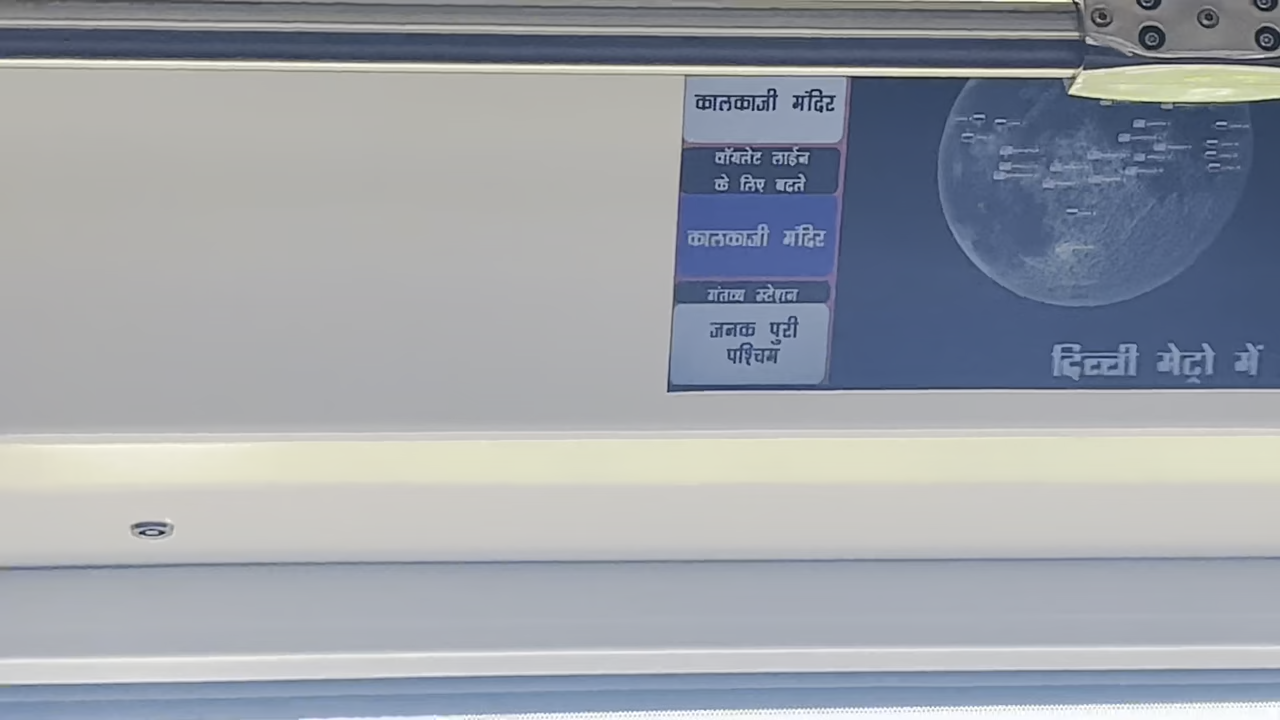 कालकाजी मंदिर
वॉयलेट लाईन
के लिए बदले
कालकाजी मंदिर
गंतव्य स्टेशन
जनक पुरी
पश्चिम
दिल्ली मेट्रो में